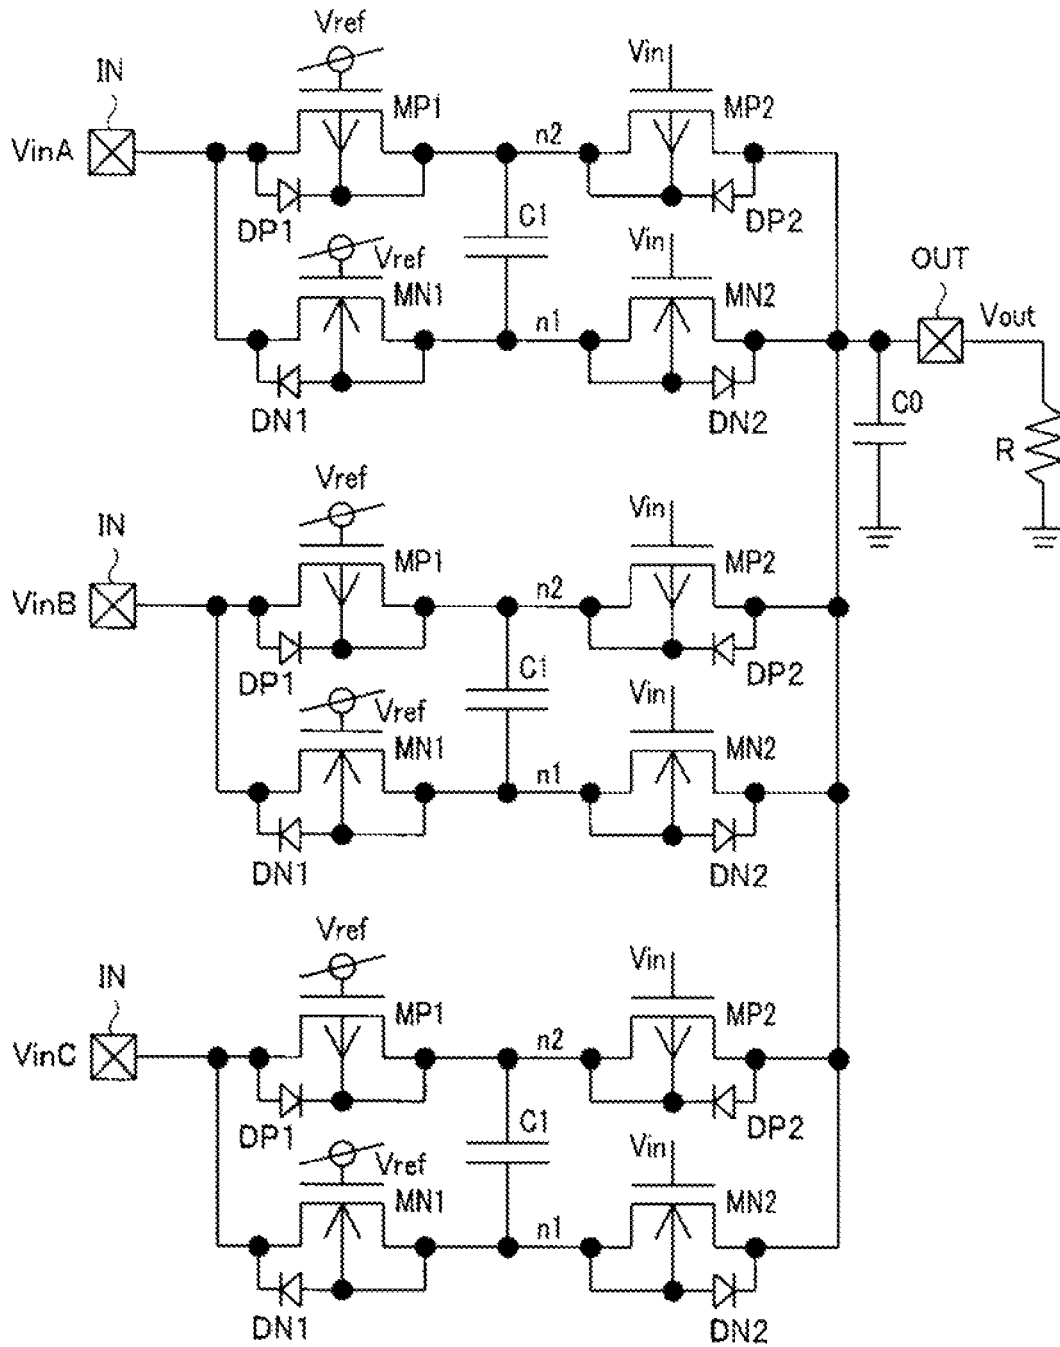 Vref
Vin
IN
MP1
MP2
VinA
n2
DP1
C1
DP2
Vref
Vin
OUT
MN1
MN2
Vout
n1
DN1
DN2
C0
R
Vref
Vin
IN
MP1
MP2
VinB
n2
DP1
C1
DP2
Vref
Vin
MN1
MN2
n1
DN1
DN2
Vref
Vin
IN
MP1
MP2
VinC
n2
DP1
C1
DP2
Vref
Vin
MN1
MN2
n1
DN1
DN2